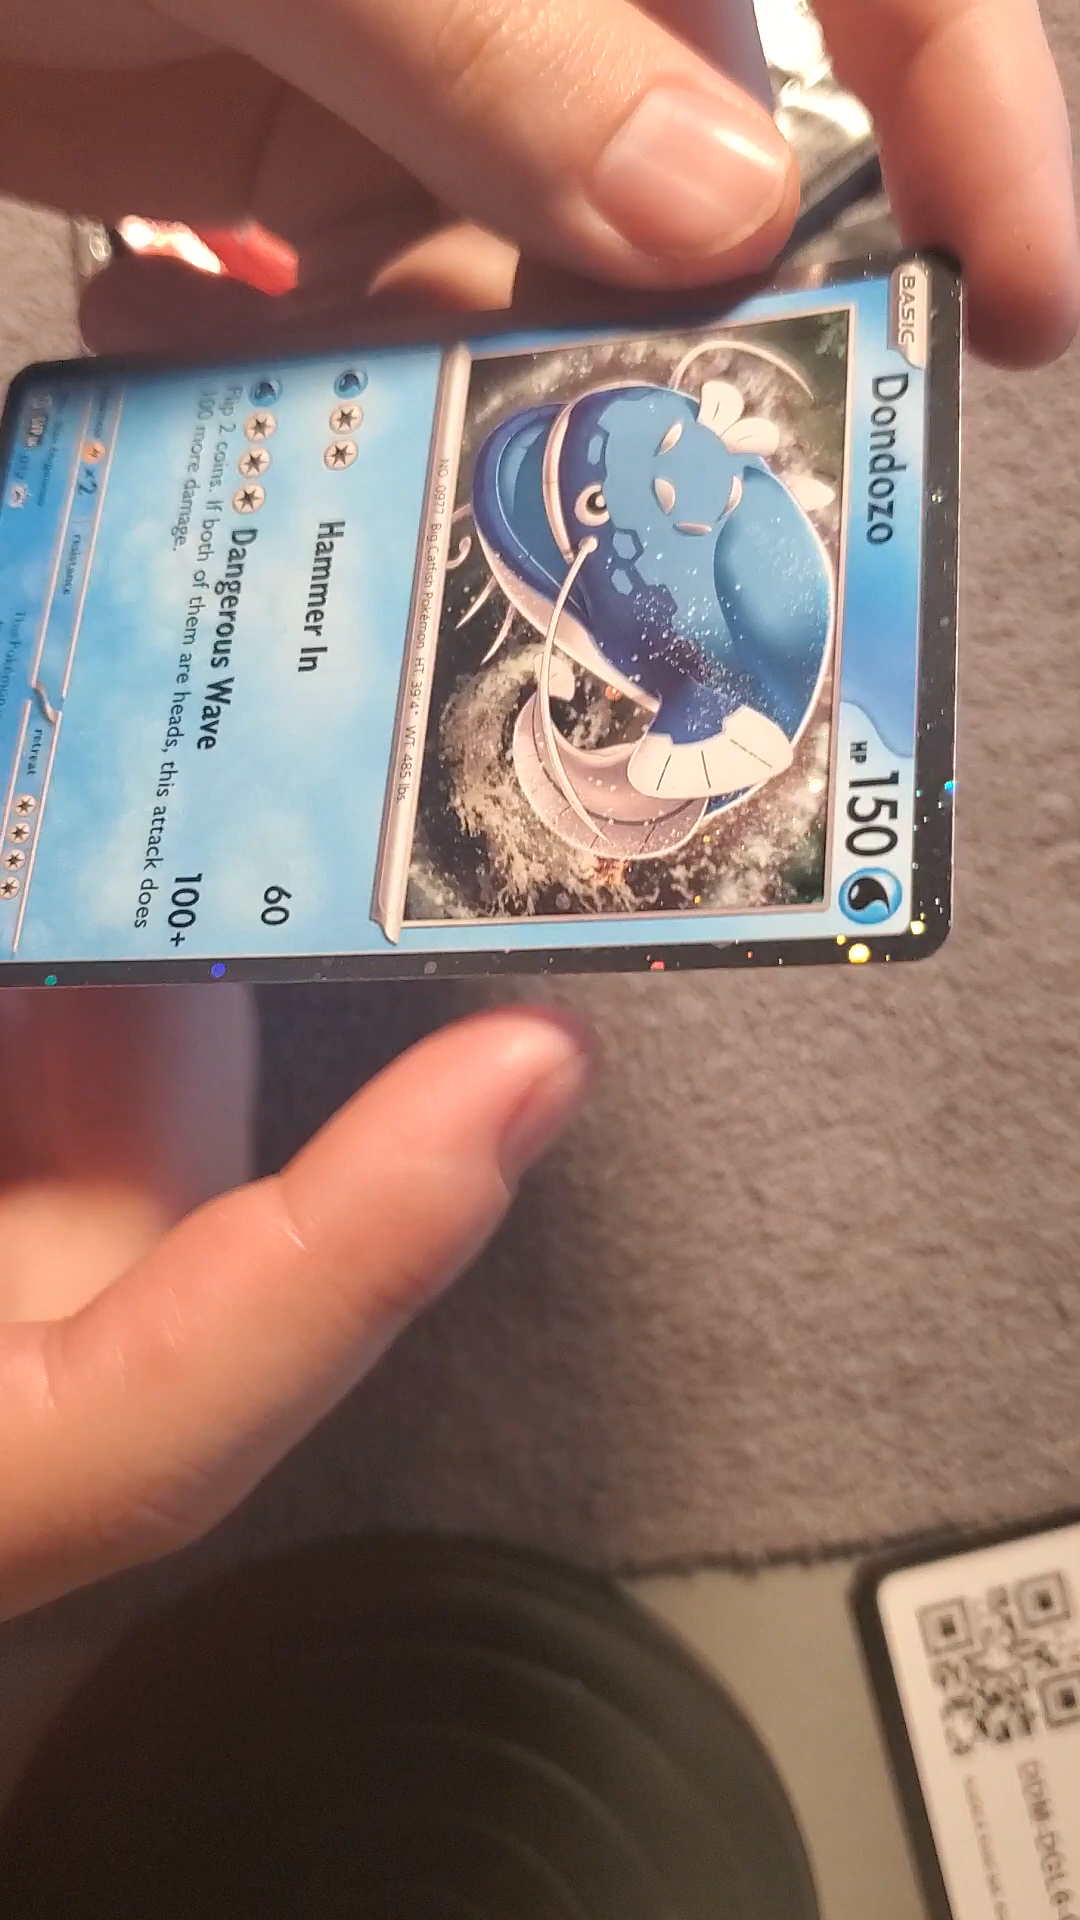 BASIC
Dondozo
HP 150
NO. 0977 Big Catfish Pokémon HT: 39'4" WT: 485 lbs.
Hammer In 60
Dangerous Wave 100+
Flip 2 coins. If both of them are heads, this attack does
100 more damage.
×2 resistance retreat
This Pokémon